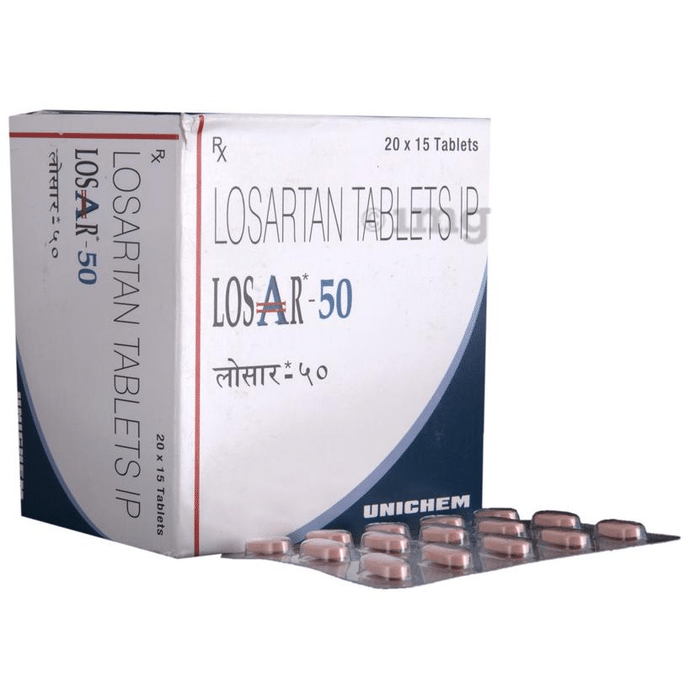 Rx
20 x 15 Tablets
LOSARTAN TABLETS IP
1mg
LOSAR*-50
लोसार*-५०
UNICHEM
Rx
LOSARTAN TABLETS IP
LOSAR*-50
लोसार*-५०
20 x 15 Tablets
UNICHEM